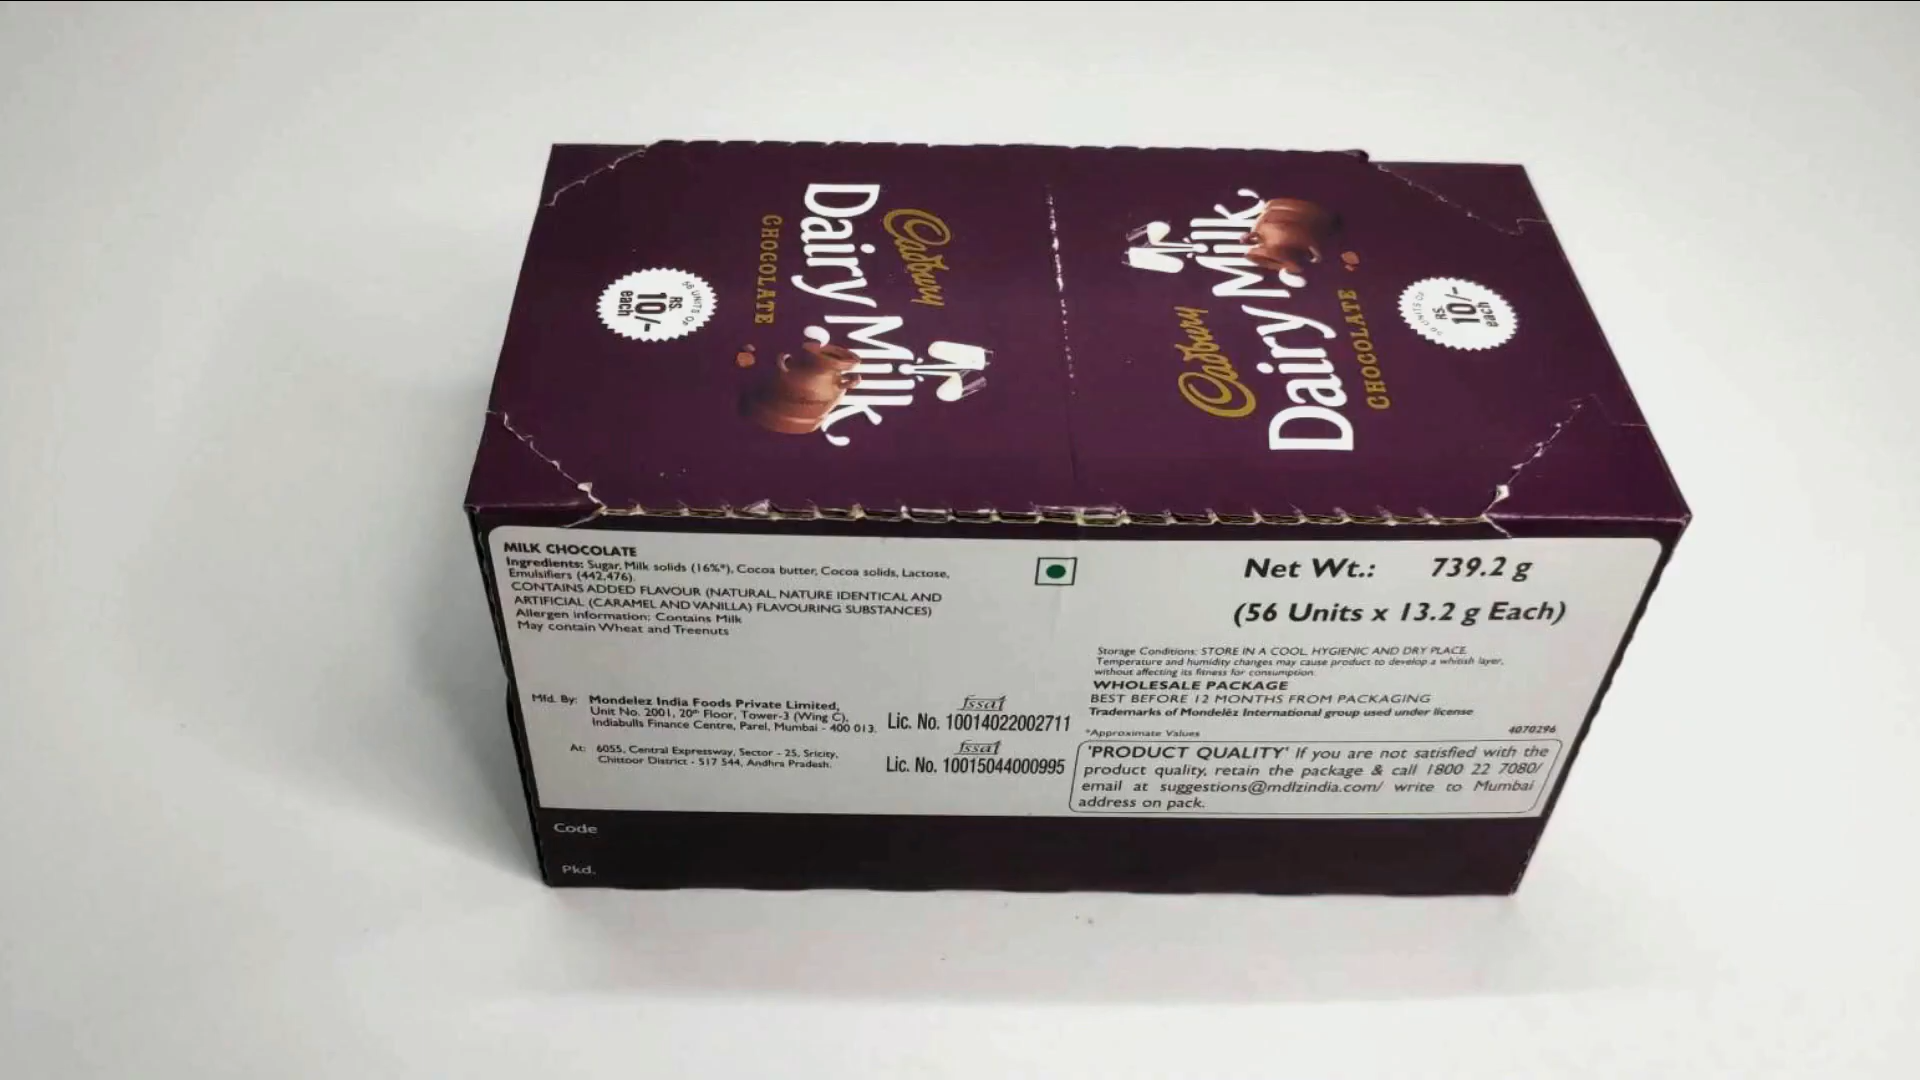 Cadbury
Dairy Milk
CHOCOLATE
56 UNITS OF
RS.
10/-
each
Cadbury
Dairy Milk
CHOCOLATE
UNITS OF
RS.
10/-
each
MILK CHOCOLATE
Ingredients: Sugar, Milk solids (16%*), Cocoa butter, Cocoa solids, Lactose,
Emulsifiers (442,476).
CONTAINS ADDED FLAVOUR (NATURAL, NATURE IDENTICAL AND
ARTIFICIAL (CARAMEL AND VANILLA) FLAVOURING SUBSTANCES)
Allergen information: Contains Milk
May contain Wheat and Treenuts
Mfd. By: Mondelez India Foods Private Limited,
Unit No. 2001, 20th Floor, Tower-3 (Wing C),
Indiabulls Finance Centre, Parel, Mumbai - 400 013.
At: 6055, Central Expressway, Sector - 25, Sricity,
Chittoor District - 517 544, Andhra Pradesh.
fssai
Lic. No. 10014022002711
fssai
Lic. No. 10015044000995
Net Wt.: 739.2 g
(56 Units x 13.2 g Each)
Storage Conditions: STORE IN A COOL, HYGIENIC AND DRY PLACE.
Temperature and humidity changes may cause product to develop a whitish layer,
without affecting its fitness for consumption.
WHOLESALE PACKAGE
BEST BEFORE 12 MONTHS FROM PACKAGING
Trademarks of Mondelēz International group used under license
*Approximate Values
4070296
'PRODUCT QUALITY' If you are not satisfied with the
product quality, retain the package & call 1800 22 7080/
email at suggestions@mdlzindia.com/ write to Mumbai
address on pack.
Code
Pkd.